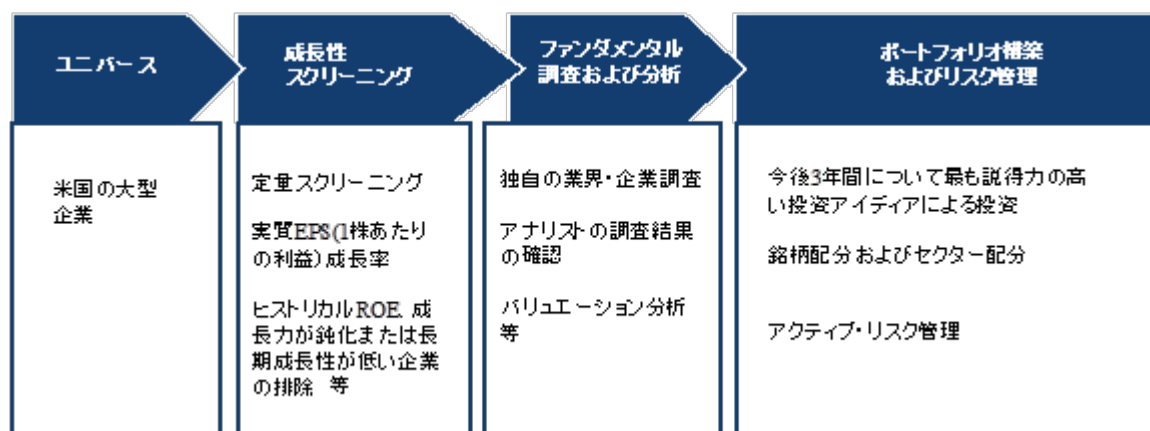 ユニバース
成長性
スクリーニング
ファンダメンタル
調査および分析
ポートフォリオ構築
およびリスク管理
米国の大型
企業
定量スクリーニング
実質EPS(1株あたり
の利益)成長率
ヒストリカルROE、成
長力が鈍化または長
期成長性が低い企業
の排除 等
独自の業界・企業調査
アナリストの調査結果
の確認
バリュエーション分析
等
今後3年間について最も説得力の高
い投資アイディアによる投資
銘柄配分およびセクター配分
アクティブ・リスク管理